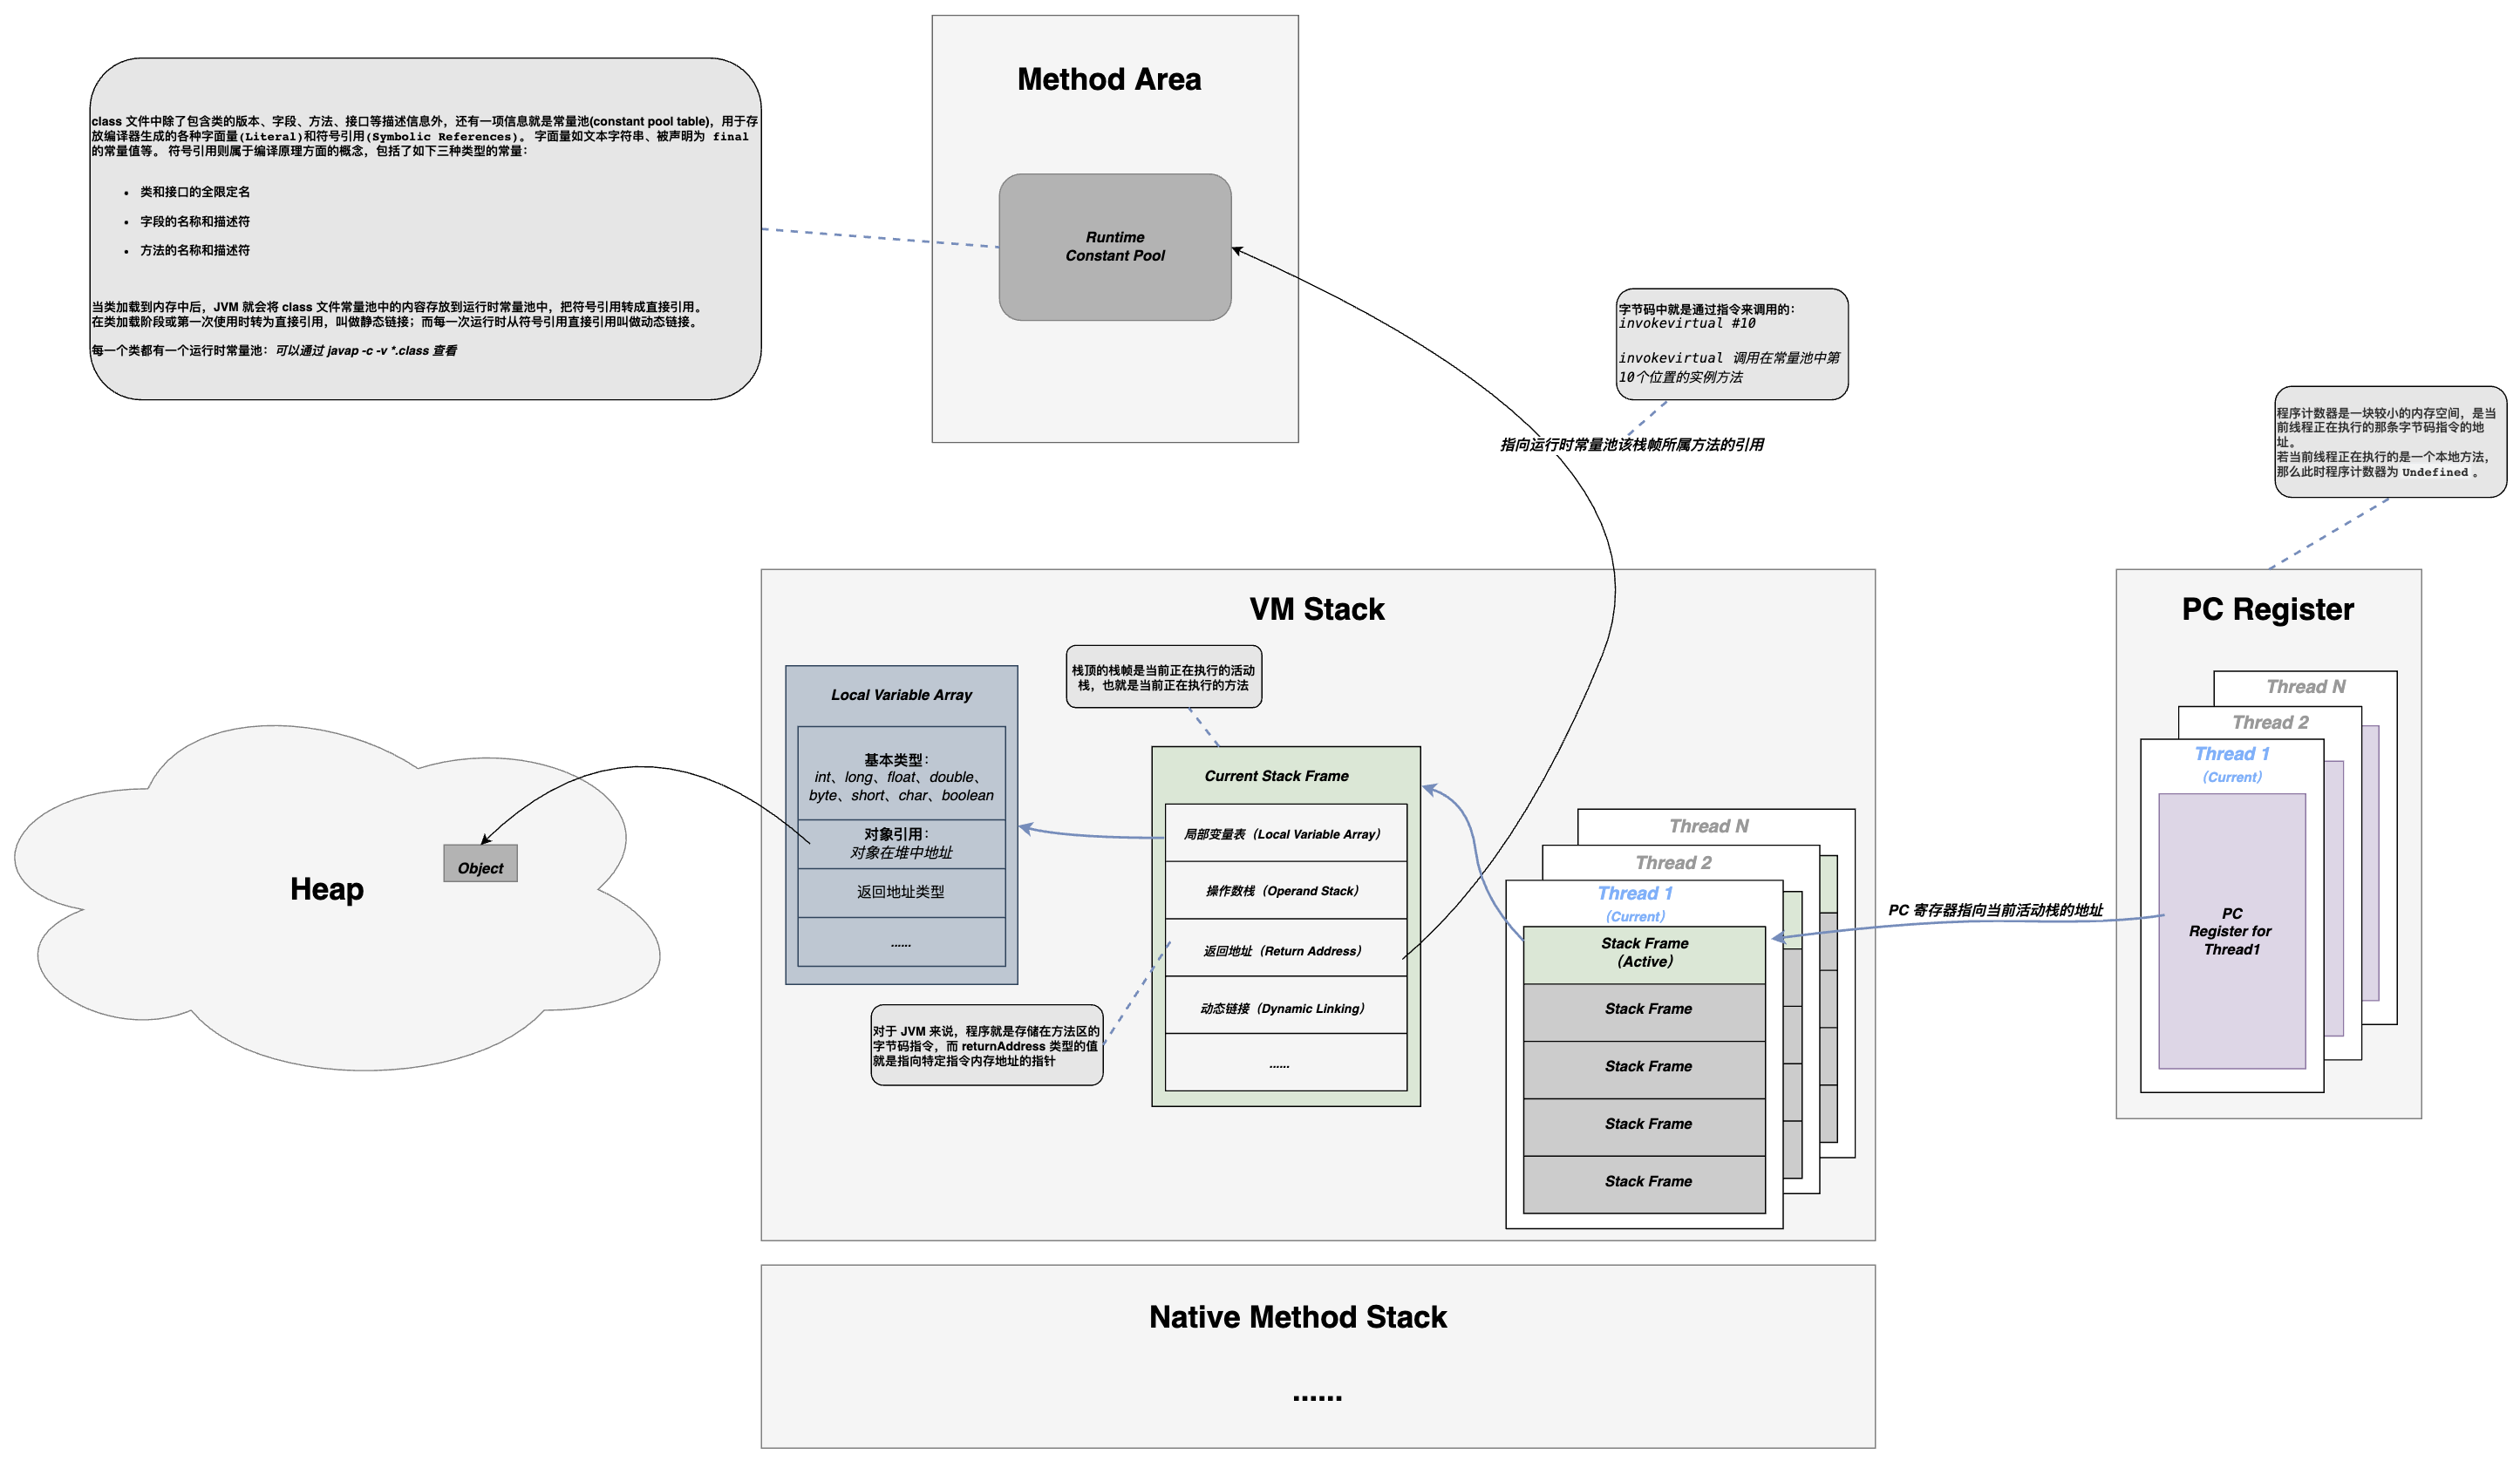 Method Area
class 文件中除了包含类的版本、字段、方法、接口等描述信息外，还有一项信息就是常量池(constant pool table)，用于存
放编译器生成的各种字面量(Literal)和符号引用(Symbolic References)。 字面量如文本字符串、被声明为 final
的常量值等。 符号引用则属于编译原理方面的概念，包括了如下三种类型的常量：
• 类和接口的全限定名
• 字段的名称和描述符
• 方法的名称和描述符
当类加载到内存中后，JVM 就会将 class 文件常量池中的内容存放到运行时常量池中，把符号引用转成直接引用。
在类加载阶段或第一次使用时转为直接引用，叫做静态链接；而每一次运行时从符号引用直接引用叫做动态链接。
每一个类都有一个运行时常量池：可以通过 javap -c -v *.class 查看
Runtime
Constant Pool
字节码中就是通过指令来调用的：
invokevirtual #10
invokevirtual 调用在常量池中第
10个位置的实例方法
指向运行时常量池该栈帧所属方法的引用
程序计数器是一块较小的内存空间，是当
前线程正在执行的那条字节码指令的地
址。
若当前线程正在执行的是一个本地方法，
那么此时程序计数器为 Undefined 。
VM Stack
PC Register
栈顶的栈帧是当前正在执行的活动
栈，也就是当前正在执行的方法
Local Variable Array
基本类型：
int、long、float、double、
byte、short、char、boolean
对象引用：
对象在堆中地址
返回地址类型
......
Heap
Object
Current Stack Frame
局部变量表（Local Variable Array）
操作数栈（Operand Stack）
返回地址（Return Address）
动态链接（Dynamic Linking）
......
对于 JVM 来说，程序就是存储在方法区的
字节码指令，而 returnAddress 类型的值
就是指向特定指令内存地址的指针
Thread N
Thread 2
Thread 1
（Current）
Stack Frame
（Active）
Stack Frame
Stack Frame
Stack Frame
Stack Frame
PC 寄存器指向当前活动栈的地址
Thread N
Thread 2
Thread 1
（Current）
PC
Register for
Thread1
Native Method Stack
......